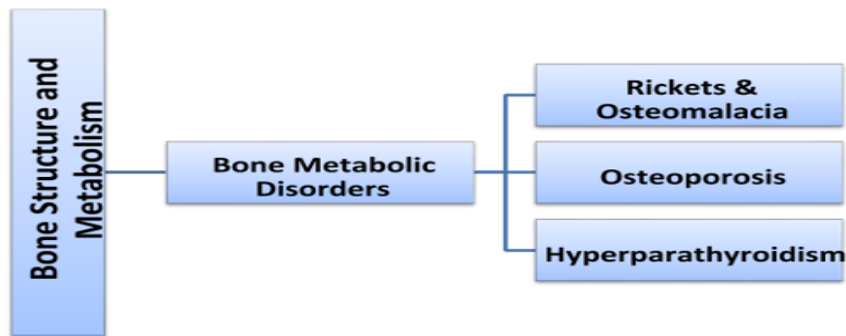 Bone Structure and
Metabolism
Bone Metabolic
Disorders
Rickets &
Osteomalacia
Osteoporosis
Hyperparathyroidism